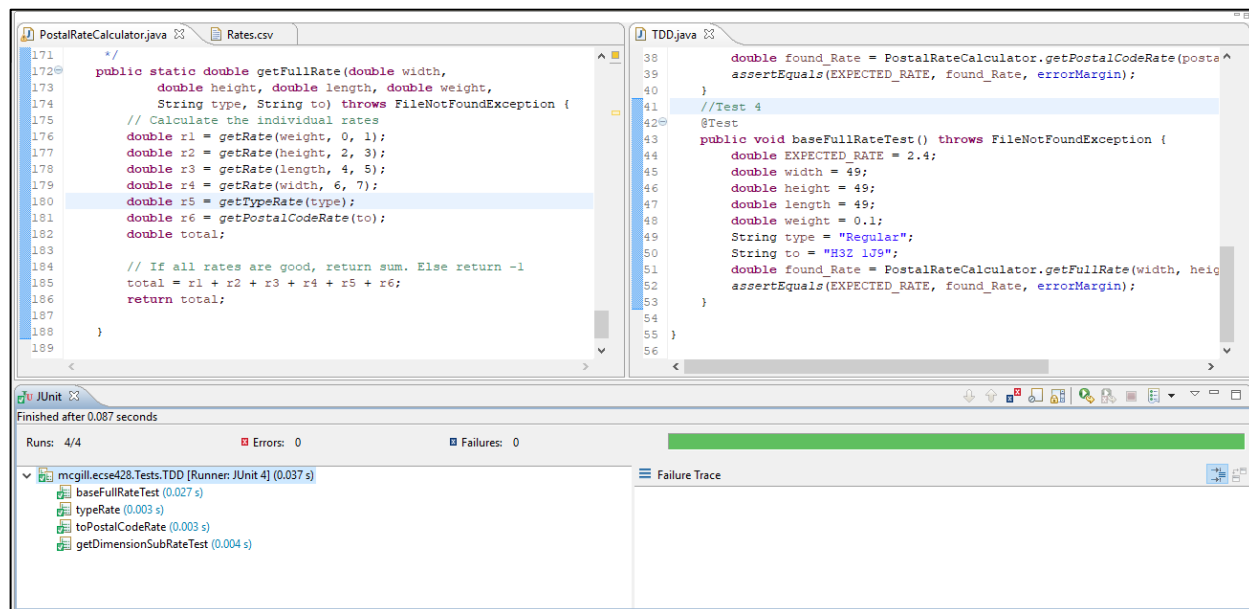 PostalRateCalculator.java
Rates.csv
171 */
172 public static double getFullRate(double width,
173 double height, double length, double weight,
174 String type, String to) throws FileNotFoundException {
175 // Calculate the individual rates
176 double r1 = getRate(weight, 0, 1);
177 double r2 = getRate(height, 2, 3);
178 double r3 = getRate(length, 4, 5);
179 double r4 = getRate(width, 6, 7);
180 double r5 = getTypeRate(type);
181 double r6 = getPostalCodeRate(to);
182 double total;
183
184 // If all rates are good, return sum. Else return -1
185 total = r1 + r2 + r3 + r4 + r5 + r6;
186 return total;
187
188 }
189
TDD.java
38 double found_Rate = PostalRateCalculator.getPostalCodeRate(posta
39 assertEquals(EXPECTED_RATE, found_Rate, errorMargin);
40 }
41 //Test 4
42 @Test
43 public void baseFullRateTest() throws FileNotFoundException {
44 double EXPECTED_RATE = 2.4;
45 double width = 49;
46 double height = 49;
47 double length = 49;
48 double weight = 0.1;
49 String type = "Regular";
50 String to = "H3Z 1J9";
51 double found_Rate = PostalRateCalculator.getFullRate(width, heig
52 assertEquals(EXPECTED_RATE, found_Rate, errorMargin);
53 }
54
55 }
56
JUnit
Finished after 0.087 seconds
Runs: 4/4 Errors: 0 Failures: 0
mcgill.ecse428.Tests.TDD [Runner: JUnit 4] (0.037 s)
baseFullRateTest (0.027 s)
typeRate (0.003 s)
toPostalCodeRate (0.003 s)
getDimensionSubRateTest (0.004 s)
Failure Trace